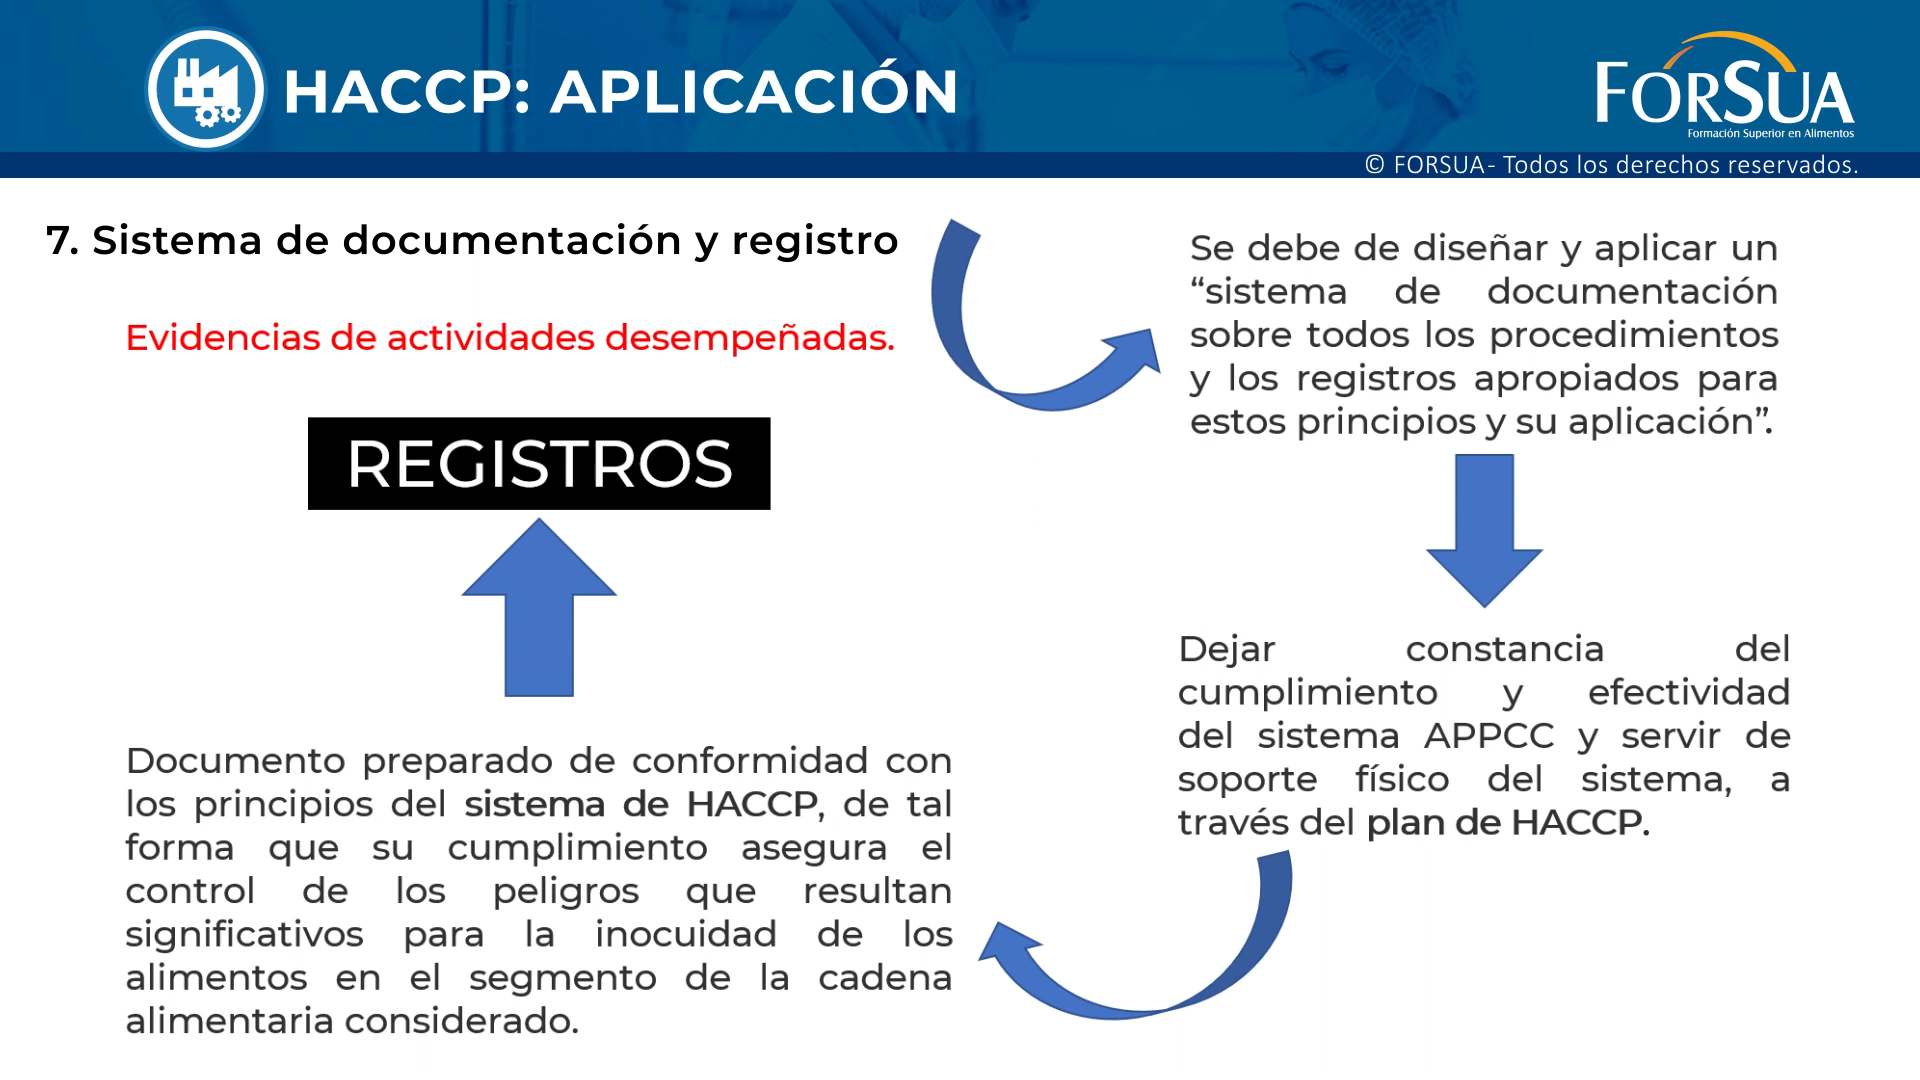 HACCP: APLICACIÓN
FORSUA
Formación Superior en Alimentos
© FORSUA- Todos los derechos reservados.
7. Sistema de documentación y registro
Evidencias de actividades desempeñadas.
REGISTROS
Se debe de diseñar y aplicar un
“sistema de documentación
sobre todos los procedimientos
y los registros apropiados para
estos principios y su aplicación”.
Dejar constancia del
cumplimiento y efectividad
del sistema APPCC y servir de
soporte físico del sistema, a
través del plan de HACCP.
Documento preparado de conformidad con
los principios del sistema de HACCP, de tal
forma que su cumplimiento asegura el
control de los peligros que resultan
significativos para la inocuidad de los
alimentos en el segmento de la cadena
alimentaria considerado.